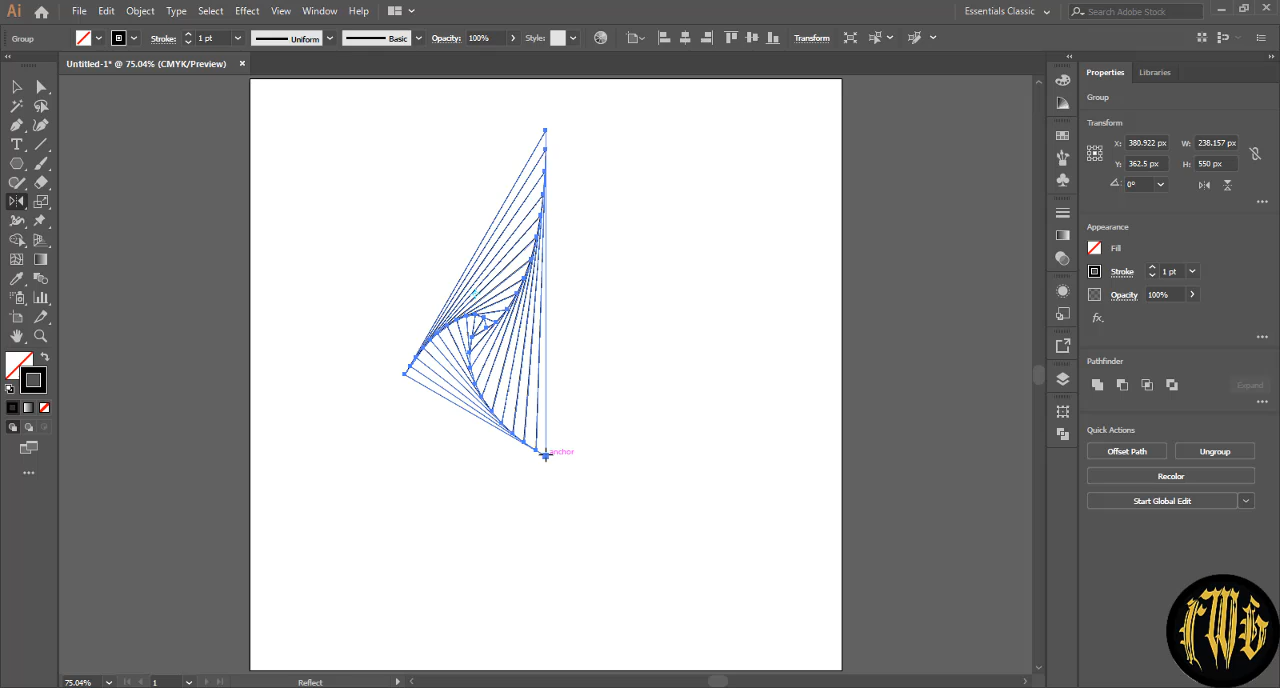 Ai File Edit Object Type Select Effect View Window Help Essentials Classic Search Adobe Stock
Group Stroke: 1 pt Uniform Basic Opacity: 100% Style: Transform
Untitled-1* @ 75.04% (CMYK/Preview) ×
Properties Libraries
Group
Transform
X: 380.922 px W: 238.157 px
Y: 362.5 px H: 550 px
0°
Appearance
Fill
Stroke 1 pt
Opacity 100%
fx.
Pathfinder
Expand
Quick Actions
Offset Path Ungroup
Recolor
Start Global Edit
anchor
75.04% 1 Reflect